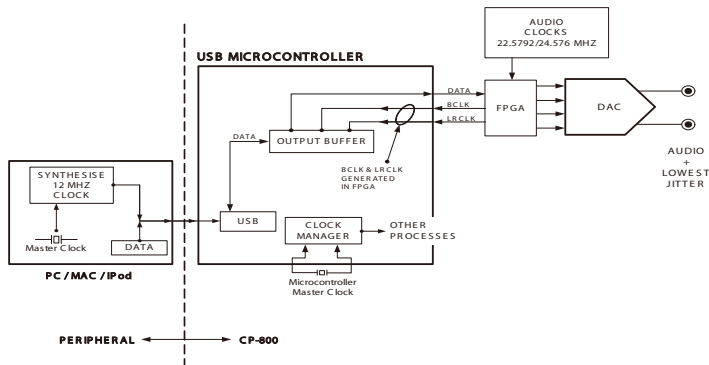 AUDIO
CLOCKS
22.5792/24.576 MHZ
USB MICROCONTROLLER
DATA
BCLK
LRCLK
FPGA
DAC
DATA
OUTPUT BUFFER
BCLK & LRCLK
GENERATED
IN FPGA
AUDIO
+
LOWEST
JITTER
SYNTHESISE
12 MHZ
CLOCK
Master Clock
DATA
PC / MAC / IPod
USB
CLOCK
MANAGER
OTHER
PROCESSES
Microcontroller
Master Clock
PERIPHERAL
CP-800